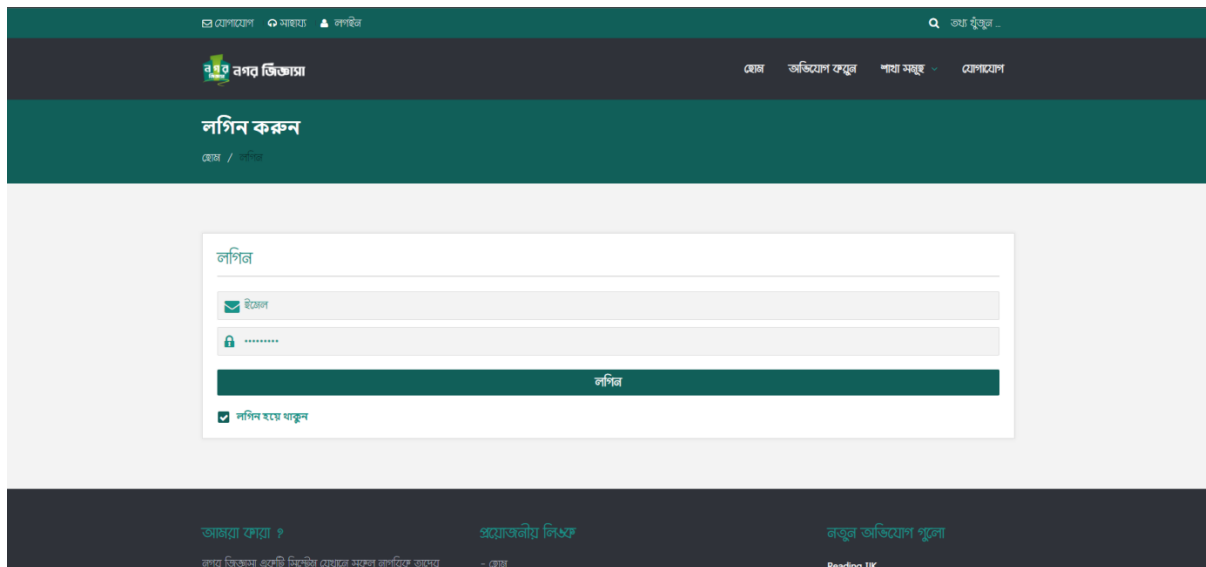 যোগাযোগ সাহায্য লগইন তথ্য খুঁজুন ...
নগর নগর জিজ্ঞাসা হোম অভিযোগ করুন শাখা সমূহ যোগাযোগ
লগিন করুন
হোম / লগিন
লগিন
ইমেল
•••••••••
লগিন
লগিন হয়ে থাকুন
আমরা কারা ? প্রয়োজনীয় লিঙ্ক নতুন অভিযোগ গুলো
নগর জিজ্ঞাসা একটি সিস্টেম যেখানে সকল নাগরিক তাদের - হোম Reading UK